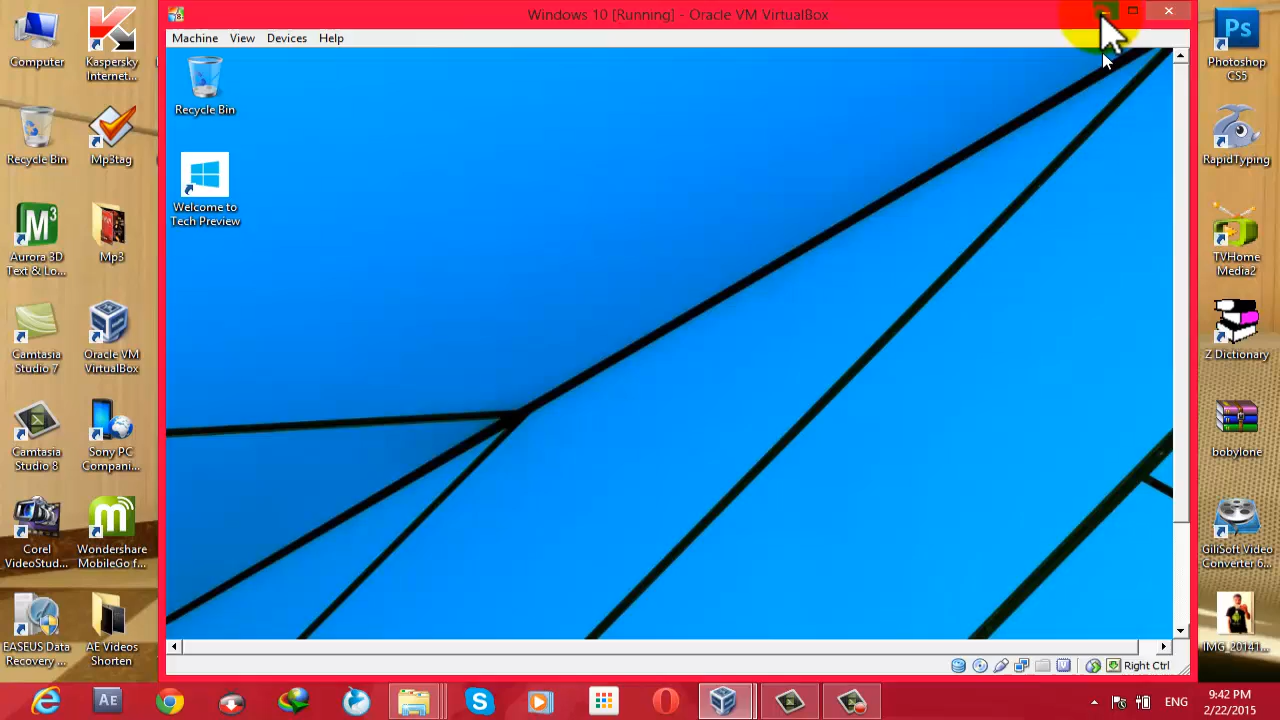 Windows 10 [Running] - Oracle VM VirtualBox
Machine View Devices Help
Computer
Kaspersky
Internet...
Recycle Bin
Mp3tag
Aurora 3D
Text & Lo...
Mp3
Camtasia
Studio 7
Oracle VM
VirtualBox
Camtasia
Studio 8
Sony PC
Compani...
Corel
VideoStud...
Wondershare
MobileGo f...
EASEUS Data
Recovery ...
AE Videos
Shorten
Recycle Bin
Welcome to
Tech Preview
Ps
Photoshop
CS5
RapidTyping
TVHome
Media2
Z Dictionary
bobylone
GiliSoft Video
Converter 6...
IMG_20141...
Right Ctrl
AE
ENG
9:42 PM
2/22/2015